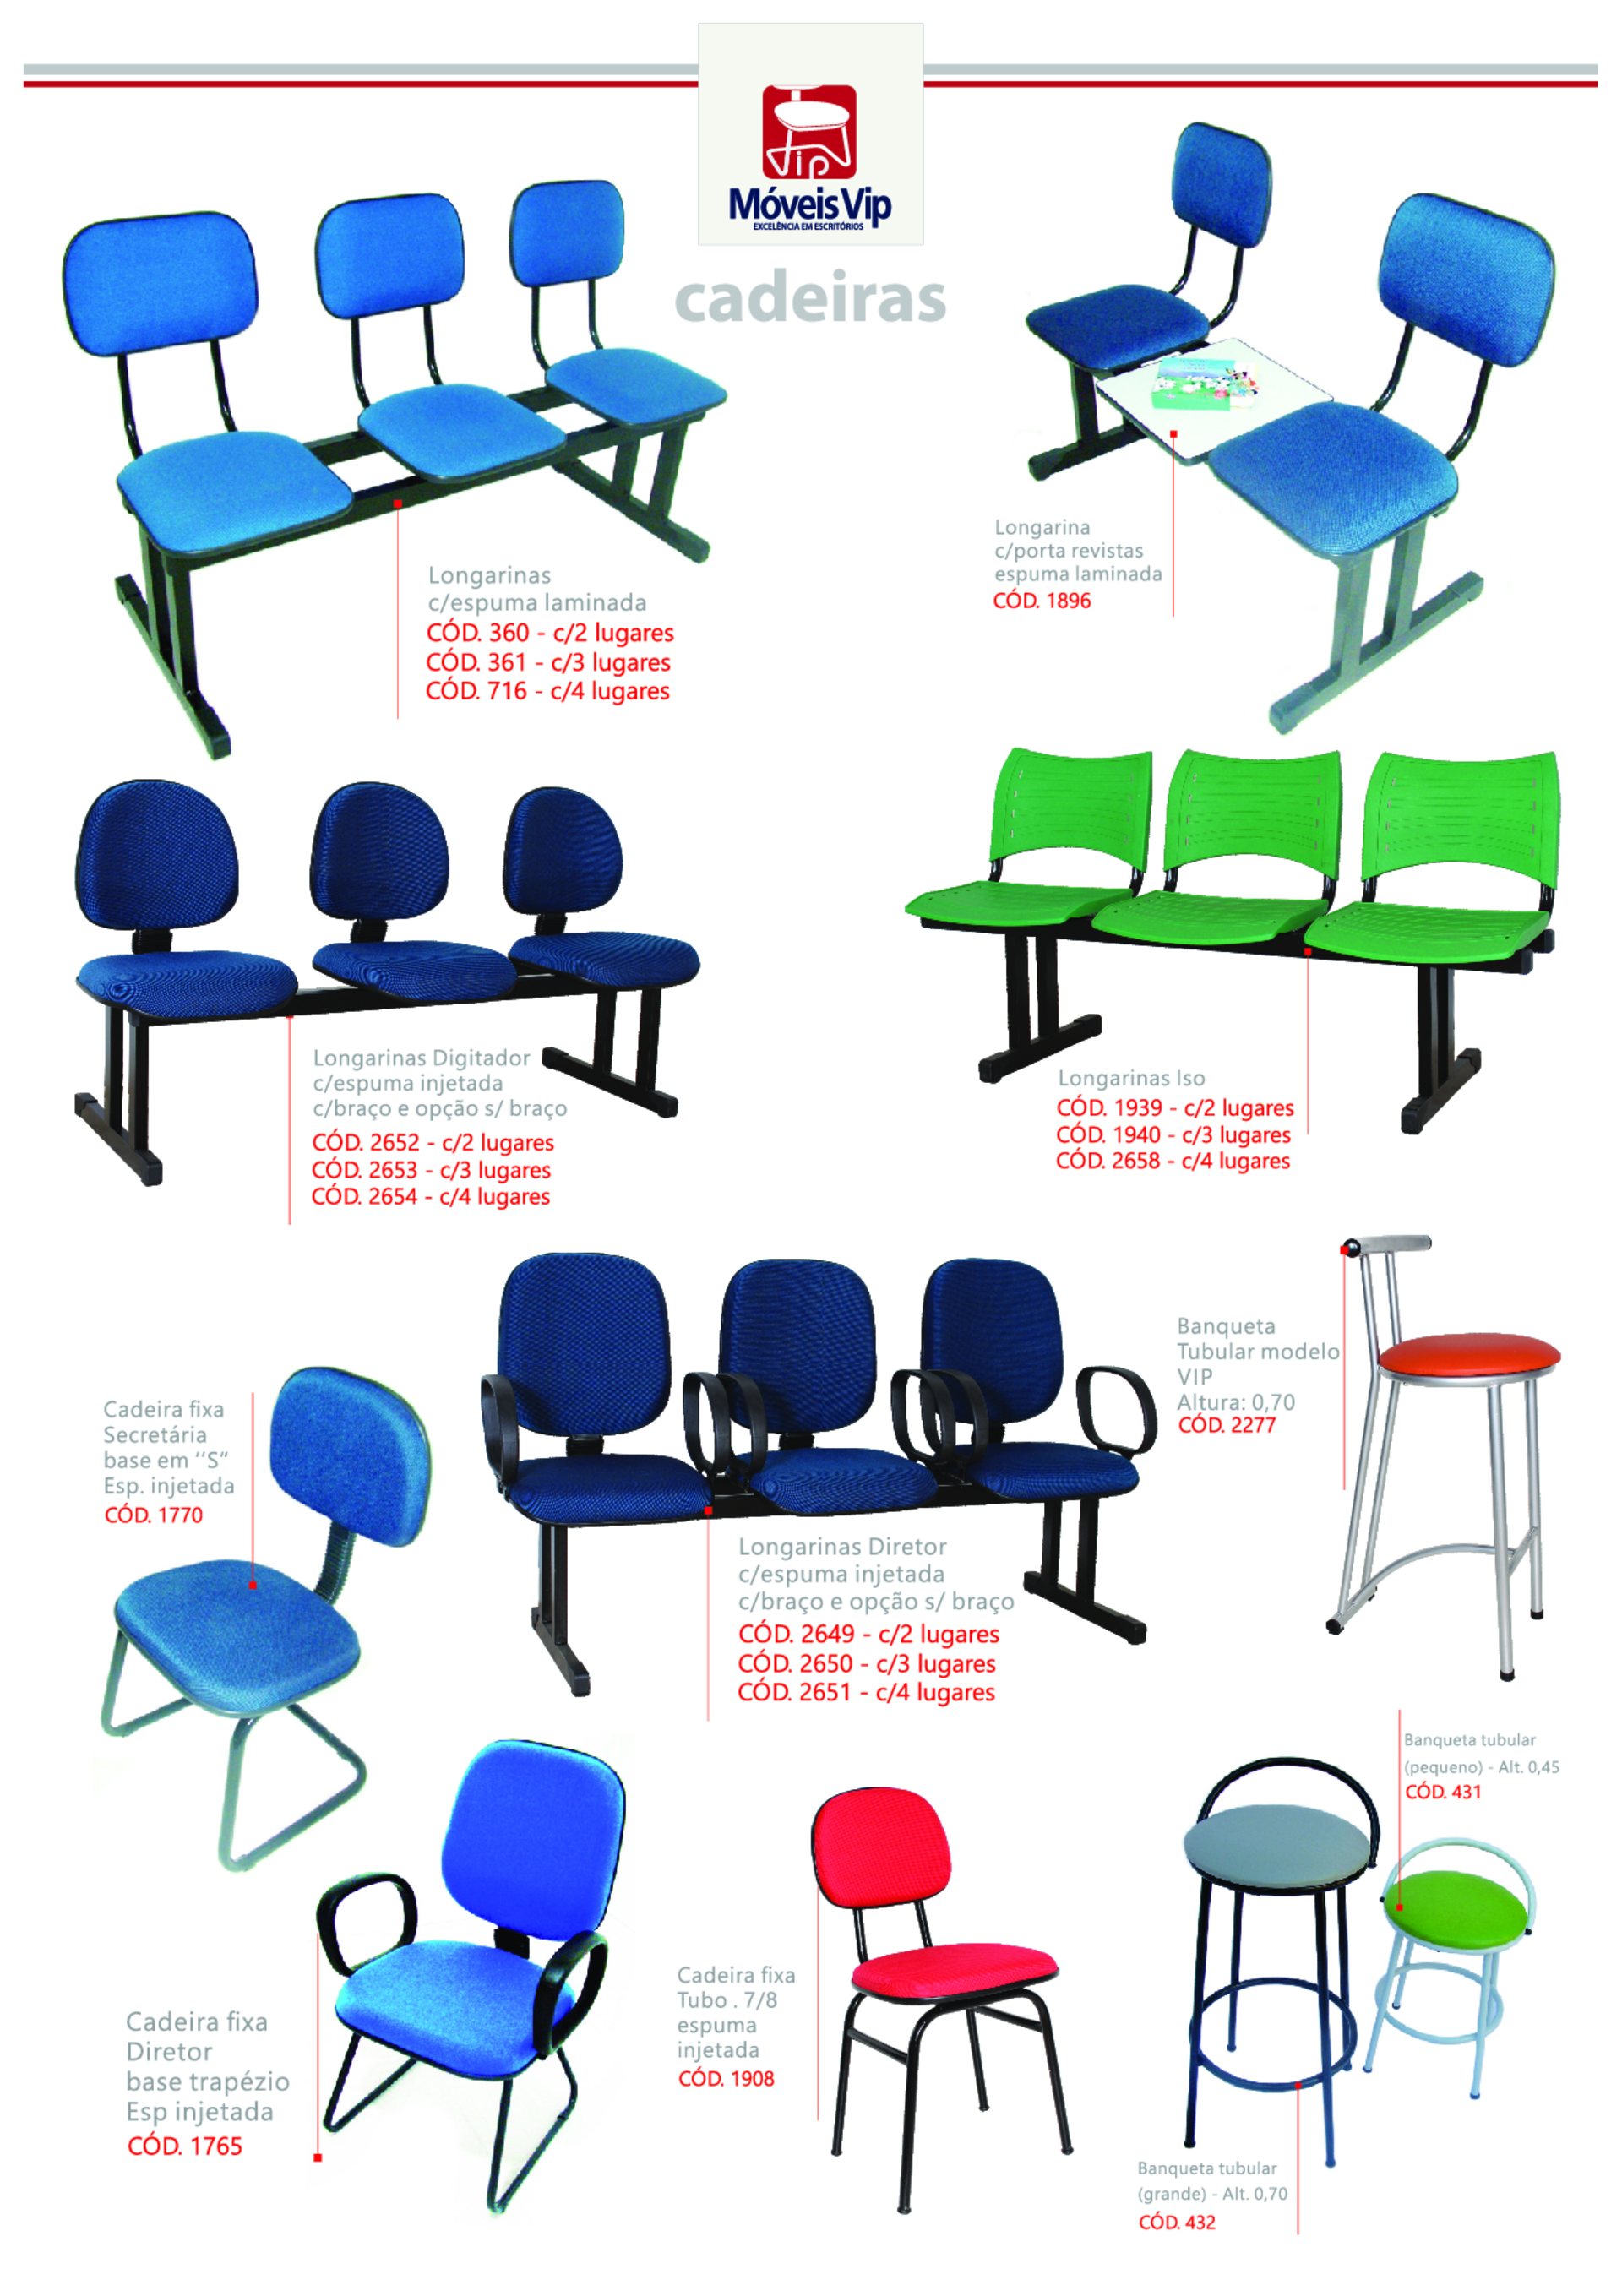 Vip
Móveis Vip
EXCELÊNCIA EM ESCRITÓRIOS
cadeiras
Longarinas
c/espuma laminada
CÓD. 360 - c/2 lugares
CÓD. 361 - c/3 lugares
CÓD. 716 - c/4 lugares
Longarina
c/porta revistas
espuma laminada
CÓD. 1896
Longarinas Digitador
c/espuma injetada
c/braço e opção s/ braço
CÓD. 2652 - c/2 lugares
CÓD. 2653 - c/3 lugares
CÓD. 2654 - c/4 lugares
Longarinas Iso
CÓD. 1939 - c/2 lugares
CÓD. 1940 - c/3 lugares
CÓD. 2658 - c/4 lugares
Banqueta
Tubular modelo
VIP
Altura: 0,70
CÓD. 2277
Cadeira fixa
Secretária
base em ‘‘S”
Esp. injetada
CÓD. 1770
Longarinas Diretor
c/espuma injetada
c/braço e opção s/ braço
CÓD. 2649 - c/2 lugares
CÓD. 2650 - c/3 lugares
CÓD. 2651 - c/4 lugares
Banqueta tubular
(pequeno) - Alt. 0,45
CÓD. 431
Cadeira fixa
Diretor
base trapézio
Esp injetada
CÓD. 1765
Cadeira fixa
Tubo . 7/8
espuma
injetada
CÓD. 1908
Banqueta tubular
(grande) - Alt. 0,70
CÓD. 432